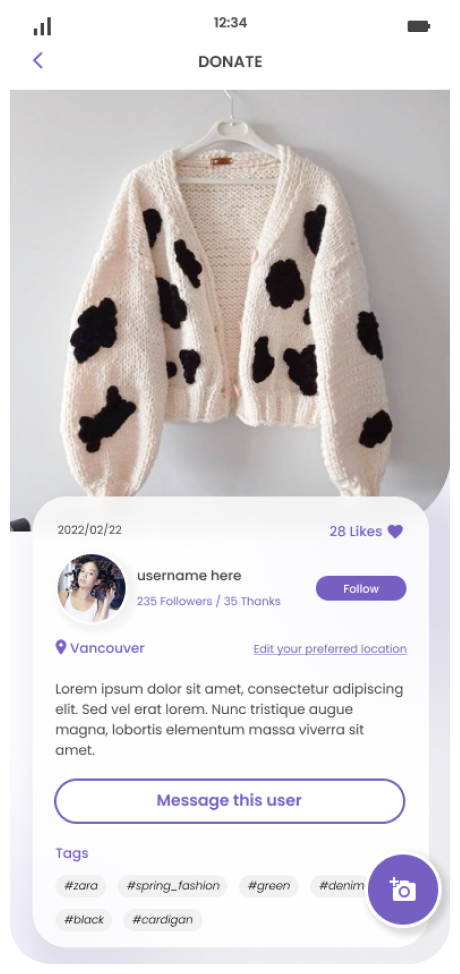 12:34
DONATE
2022/02/22
28 Likes
username here
235 Followers / 35 Thanks
Follow
Vancouver
Edit your preferred location
Lorem ipsum dolor sit amet, consectetur adipiscing
elit. Sed vel erat lorem. Nunc tristique augue
magna, lobortis elementum massa viverra sit
amet.
Message this user
Tags
#zara #spring_fashion #green #denim
#black #cardigan